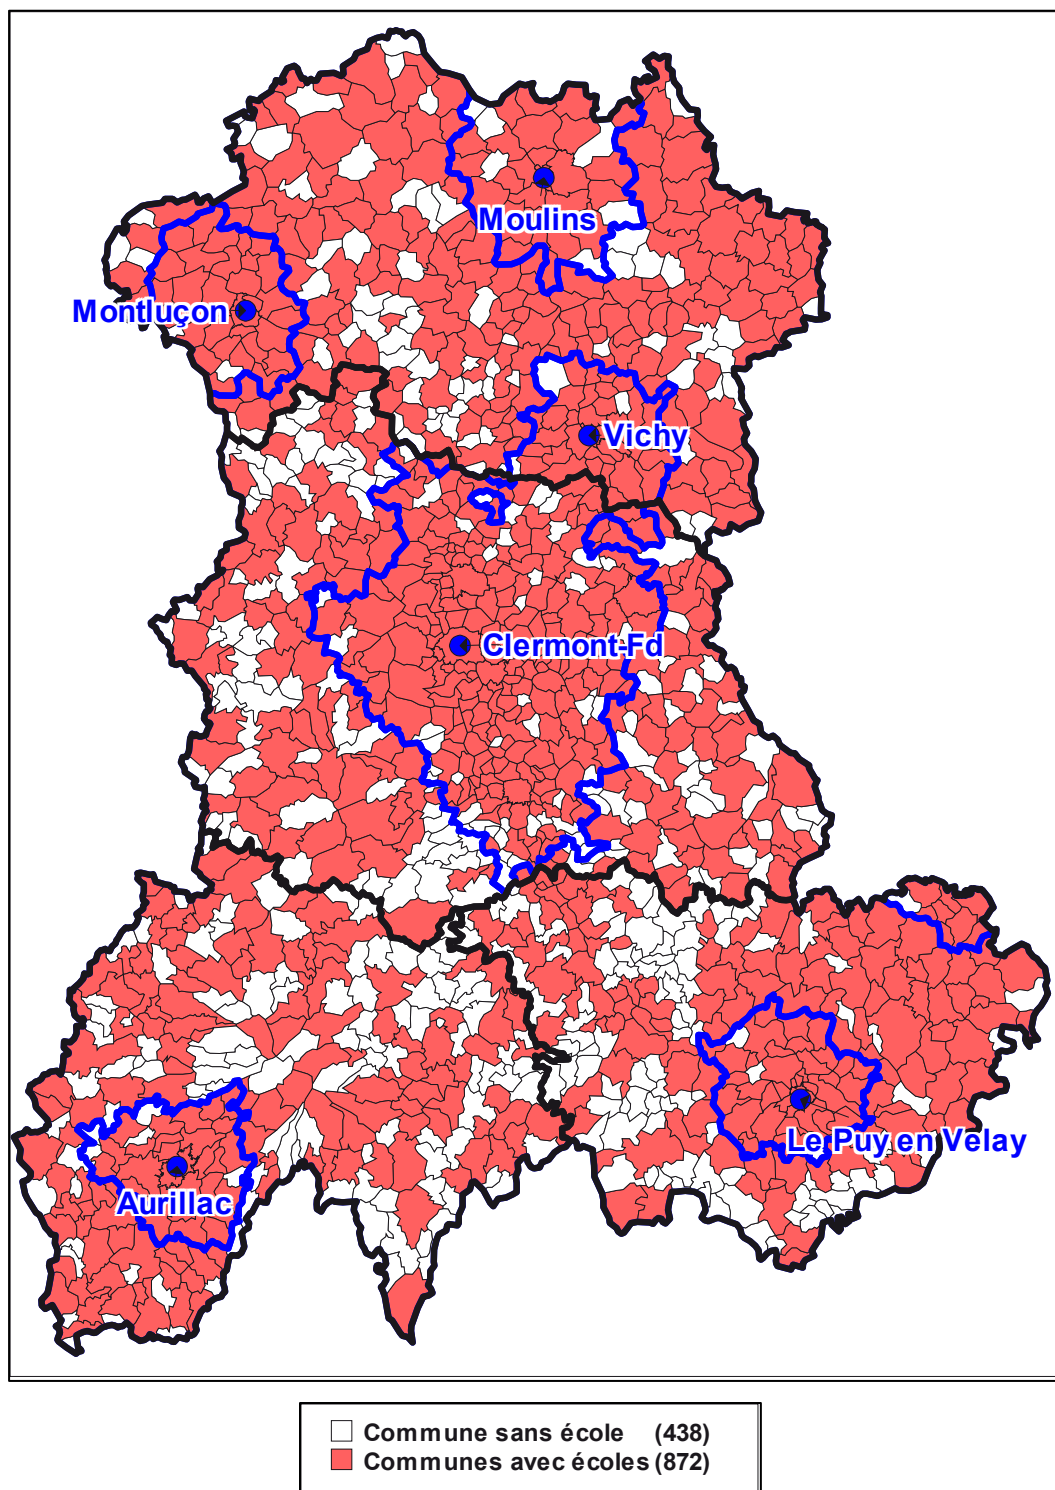 Moulins
Montluçon
Vichy
Clermont-Fd
Le Puy en Velay
Aurillac
Commune sans école (438)
Communes avec écoles (872)